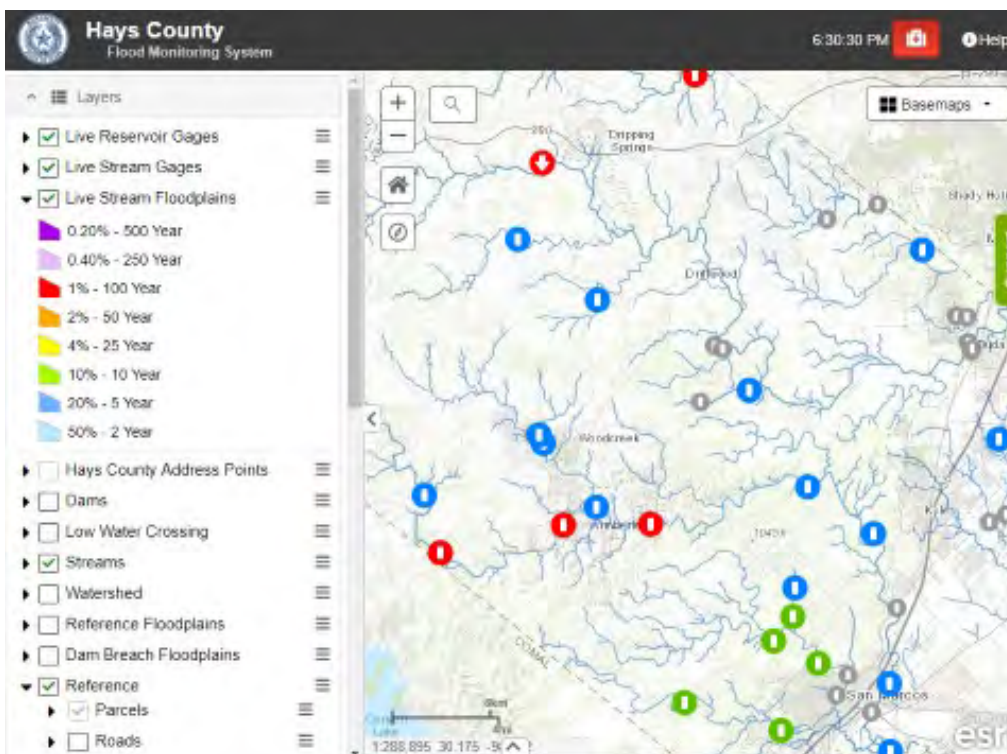 Hays County
Flood Monitoring System
6:30:30 PM
Help
Layers
Live Reservoir Gages
Live Stream Gages
Live Stream Floodplains
0.20% - 500 Year
0.40% - 250 Year
1% - 100 Year
2% - 50 Year
4% - 25 Year
10% - 10 Year
20% - 5 Year
50% - 2 Year
Hays County Address Points
Dams
Low Water Crossing
Streams
Watershed
Reference Floodplains
Dam Breach Floodplains
Reference
Parcels
Roads
Basemaps
290
Dripping
Springs
Driftwood
Woodcreek
COMAL
San Marcos
esri